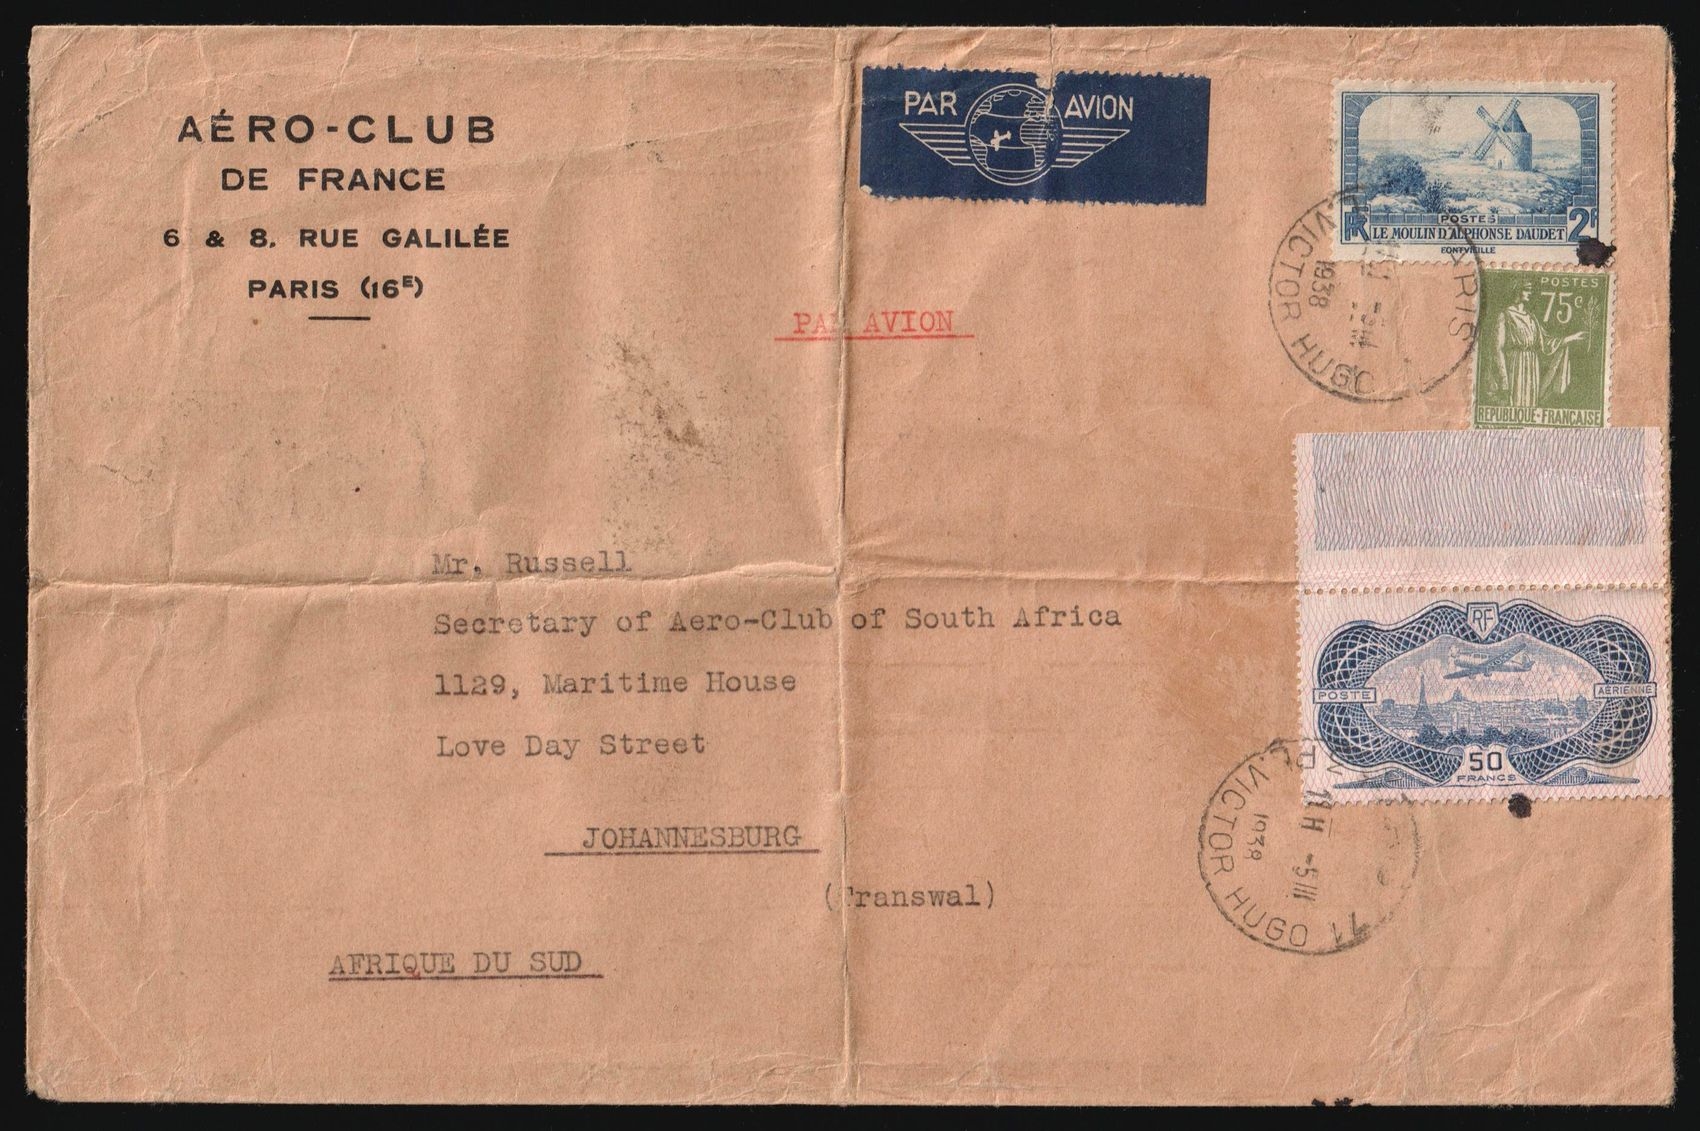 AÉRO-CLUB
DE FRANCE
6 & 8, RUE GALILÉE
PARIS (16E)
PAR AVION
PAR AVION
POSTES
RF 2F
LE MOULIN D'ALPHONSE DAUDET
FONTVIEILLE
POSTES
75c
REPUBLIQUE-FRANÇAISE
1938
VICTOR HUGO
RF
POSTE AÉRIENNE
50
FRANCS
Mr. Russell
Secretary of Aero-Club of South Africa
1129, Maritime House
Love Day Street
JOHANNESBURG
(Transwal)
AFRIQUE DU SUD
11H -5 III
1938
71 R.VICTOR HUGO